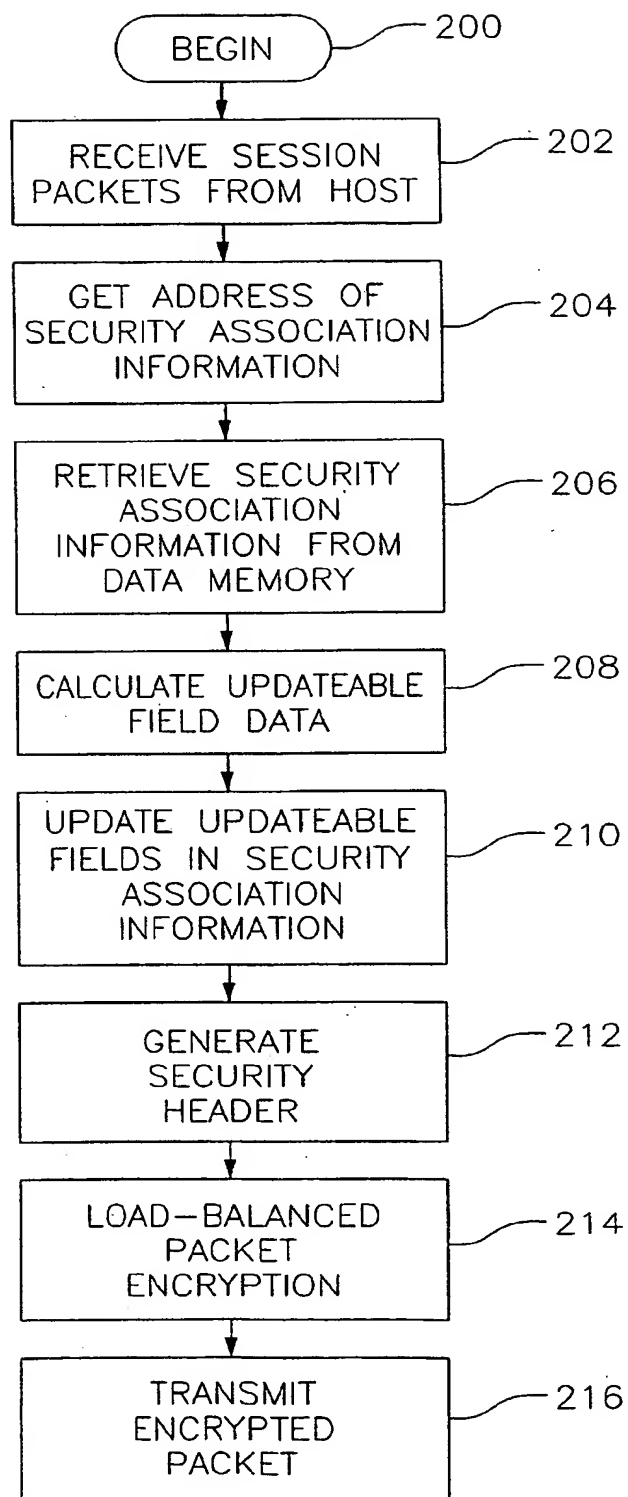 BEGIN
200
RECEIVE SESSION
PACKETS FROM HOST
202
GET ADDRESS OF
SECURITY ASSOCIATION
INFORMATION
204
RETRIEVE SECURITY
ASSOCIATION
INFORMATION FROM
DATA MEMORY
206
CALCULATE UPDATEABLE
FIELD DATA
208
UPDATE UPDATEABLE
FIELDS IN SECURITY
ASSOCIATION
INFORMATION
210
GENERATE
SECURITY
HEADER
212
LOAD-BALANCED
PACKET
ENCRYPTION
214
TRANSMIT
ENCRYPTED
PACKET
216